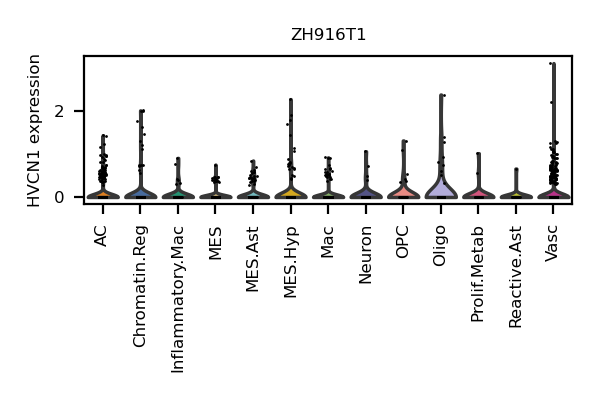 ZH916T1
HVCN1 expression
2
0
AC
Chromatin.Reg
Inflammatory.Mac
MES
MES.Ast
MES.Hyp
Mac
Neuron
OPC
Oligo
Prolif.Metab
Reactive.Ast
Vasc